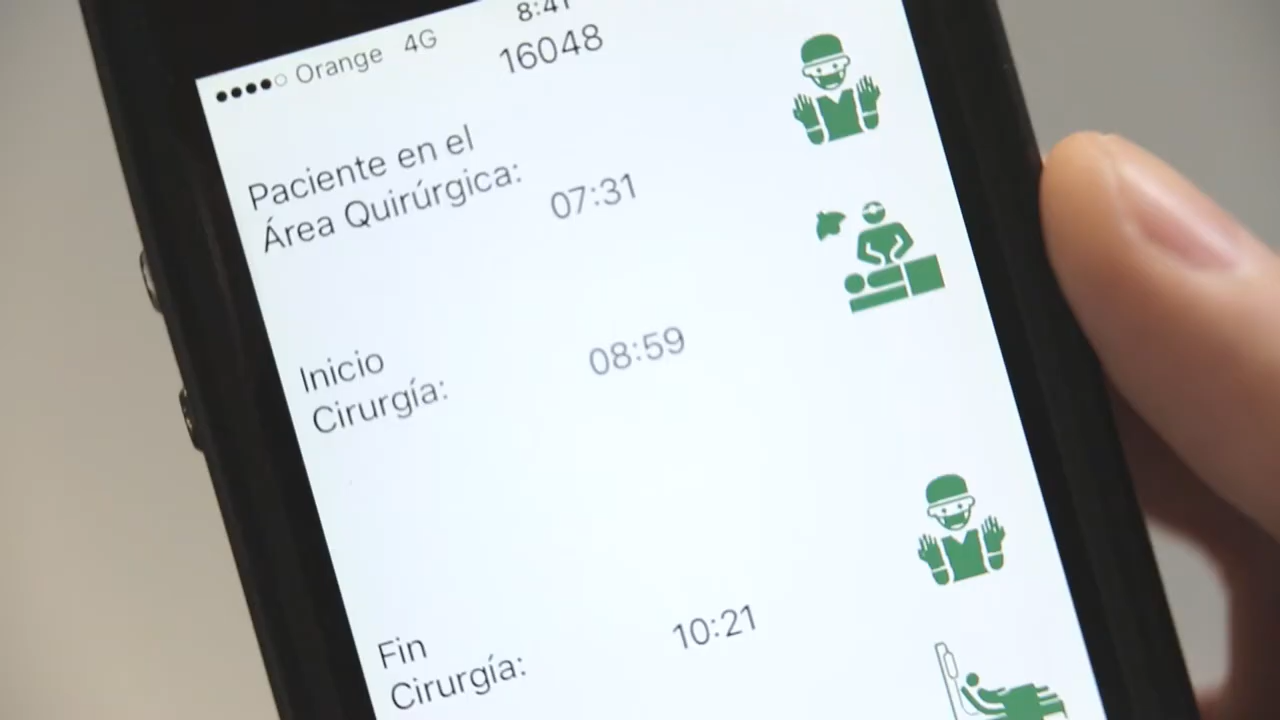 8:41
Orange 4G
16048
Paciente en el
Área Quirúrgica:
07:31
Inicio
Cirurgía:
08:59
Fin
Cirurgía:
10:21